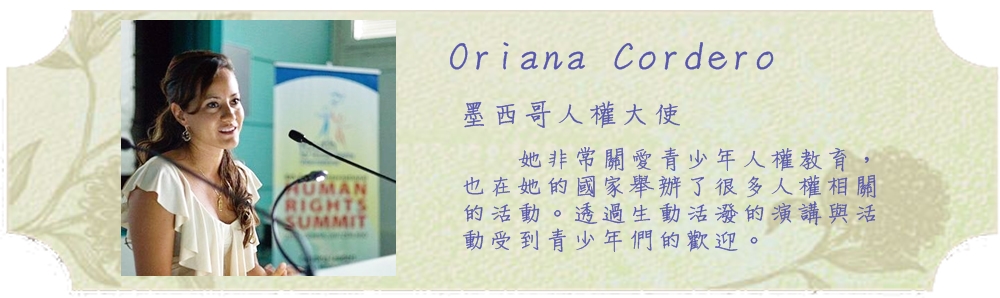 Oriana Cordero
墨西哥人權大使
她非常關愛青少年人權教育，
也在她的國家舉辦了很多人權相關
的活動。透過生動活潑的演講與活
動受到青少年們的歡迎。
HUMAN
RIGHTS
SUMMIT